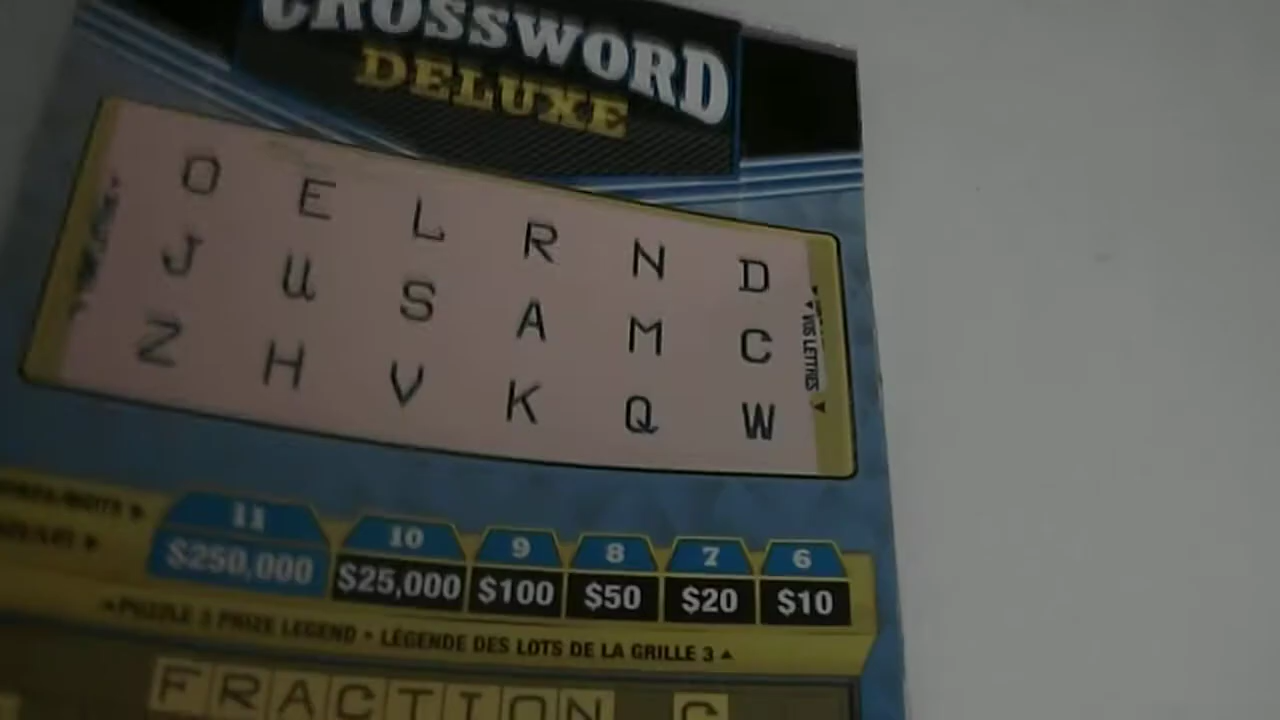 CROSSWORD
DELUXE
O E L R N D
J U S A M C
Z H V K Q W
VOS LETTRES
11 10 9 8 7 6
$250,000 $25,000 $100 $50 $20 $10
PUZZLE 3 PRIZE LEGEND • LÉGENDE DES LOTS DE LA GRILLE 3
FRACTION C